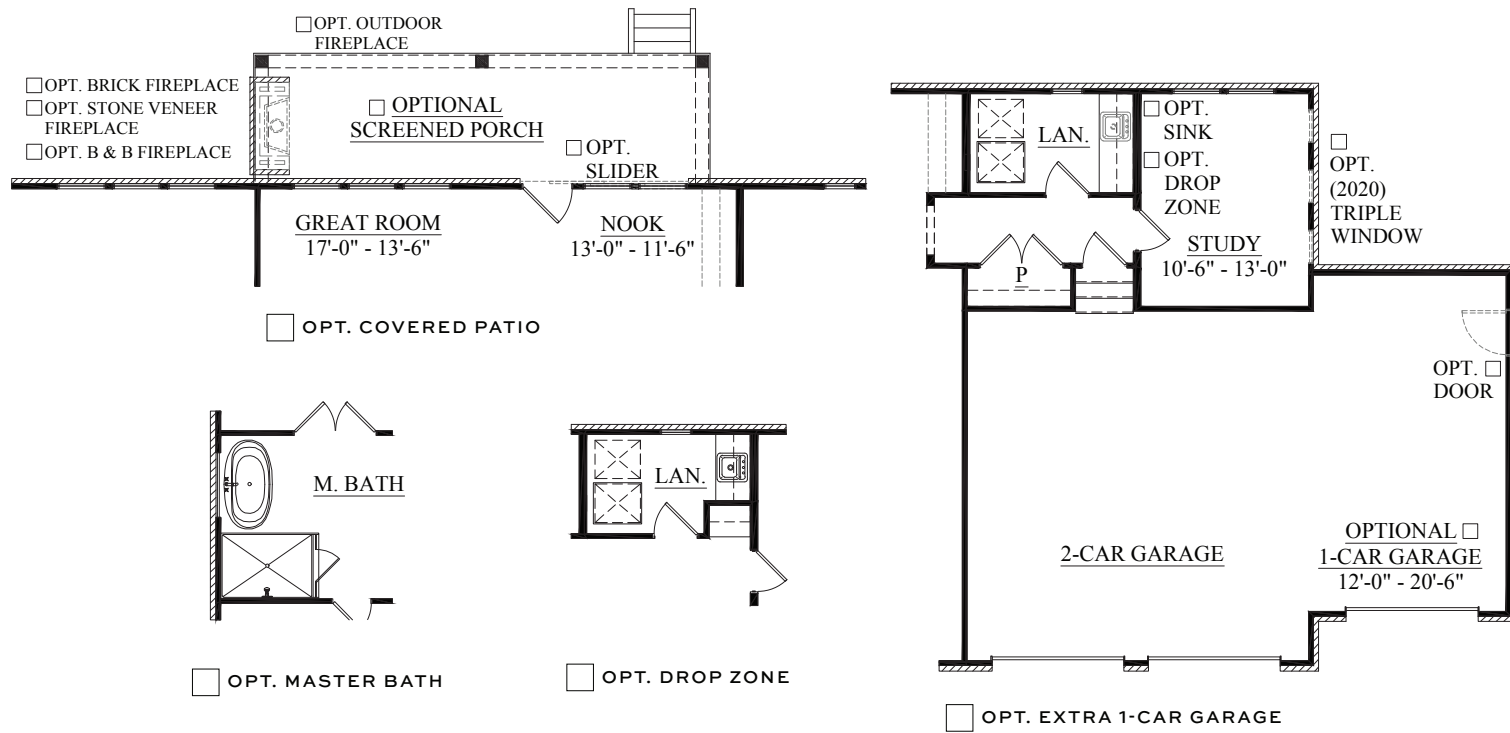 □ OPT. OUTDOOR
FIREPLACE
□ OPT. BRICK FIREPLACE
□ OPT. STONE VENEER
FIREPLACE
□ OPT. B & B FIREPLACE
□ OPTIONAL
SCREENED PORCH
□ OPT.
SLIDER
GREAT ROOM
17'-0" - 13'-6"
NOOK
13'-0" - 11'-6"
□ OPT. COVERED PATIO
M. BATH
□ OPT. MASTER BATH
LAN.
□ OPT. DROP ZONE
LAN.
□ OPT.
SINK
□ OPT.
DROP
ZONE
STUDY
10'-6" - 13'-0"
□
OPT.
(2020)
TRIPLE
WINDOW
P
OPT. □
DOOR
2-CAR GARAGE
OPTIONAL □
1-CAR GARAGE
12'-0" - 20'-6"
□ OPT. EXTRA 1-CAR GARAGE